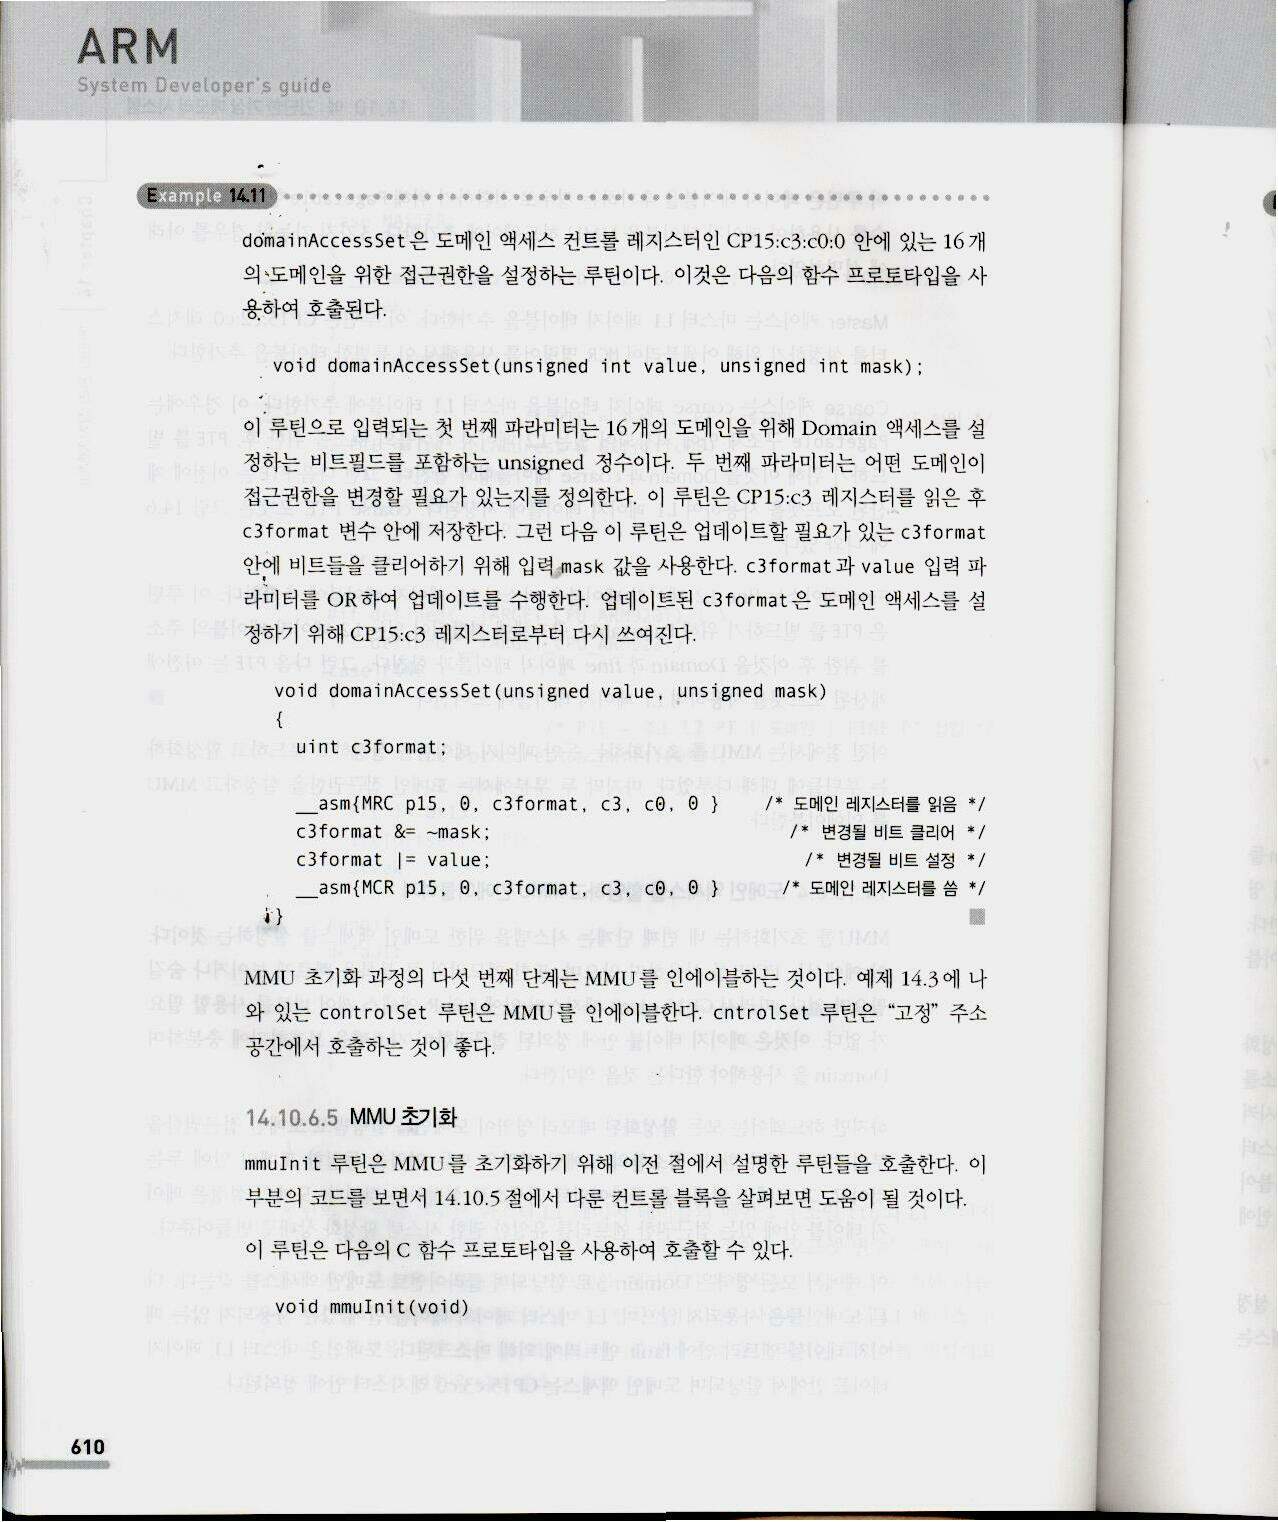 ARM
System Developer's guide
Example 14.11
domainAccessSet은 도메인 액세스 컨트롤 레지스터인 CP15:c3:c0:0 안에 있는 16개
의 도메인을 위한 접근권한을 설정하는 루틴이다. 이것은 다음의 함수 프로토타입을 사
용하여 호출된다.
void domainAccessSet(unsigned int value, unsigned int mask);
이 루틴으로 입력되는 첫 번째 파라미터는 16개의 도메인을 위해 Domain 액세스를 설
정하는 비트필드를 포함하는 unsigned 정수이다. 두 번째 파라미터는 어떤 도메인이
접근권한을 변경할 필요가 있는지를 정의한다. 이 루틴은 CP15:c3 레지스터를 읽은 후
c3format 변수 안에 저장한다. 그런 다음 이 루틴은 업데이트할 필요가 있는 c3format
안에 비트들을 클리어하기 위해 입력 mask 값을 사용한다. c3format과 value 입력 파
라미터를 OR하여 업데이트를 수행한다. 업데이트된 c3format은 도메인 액세스를 설
정하기 위해 CP15:c3 레지스터로부터 다시 쓰여진다.
void domainAccessSet(unsigned value, unsigned mask)
{
uint c3format;
__asm{MRC p15, 0, c3format, c3, c0, 0 } /* 도메인 레지스터를 읽음 */
c3format &= ~mask; /* 변경될 비트 클리어 */
c3format |= value; /* 변경될 비트 설정 */
__asm{MCR p15, 0, c3format, c3, c0, 0 } /* 도메인 레지스터를 씀 */
}
MMU 초기화 과정의 다섯 번째 단계는 MMU를 인에이블하는 것이다. 예제 14.3에 나
와 있는 controlSet 루틴은 MMU를 인에이블한다. cntrolSet 루틴은 “고정” 주소
공간에서 호출하는 것이 좋다.
14.10.6.5 MMU 초기화
mmuInit 루틴은 MMU를 초기화하기 위해 이전 절에서 설명한 루틴들을 호출한다. 이
부분의 코드를 보면서 14.10.5절에서 다룬 컨트롤 블록을 살펴보면 도움이 될 것이다.
이 루틴은 다음의 C 함수 프로토타입을 사용하여 호출할 수 있다.
void mmuInit(void)
610